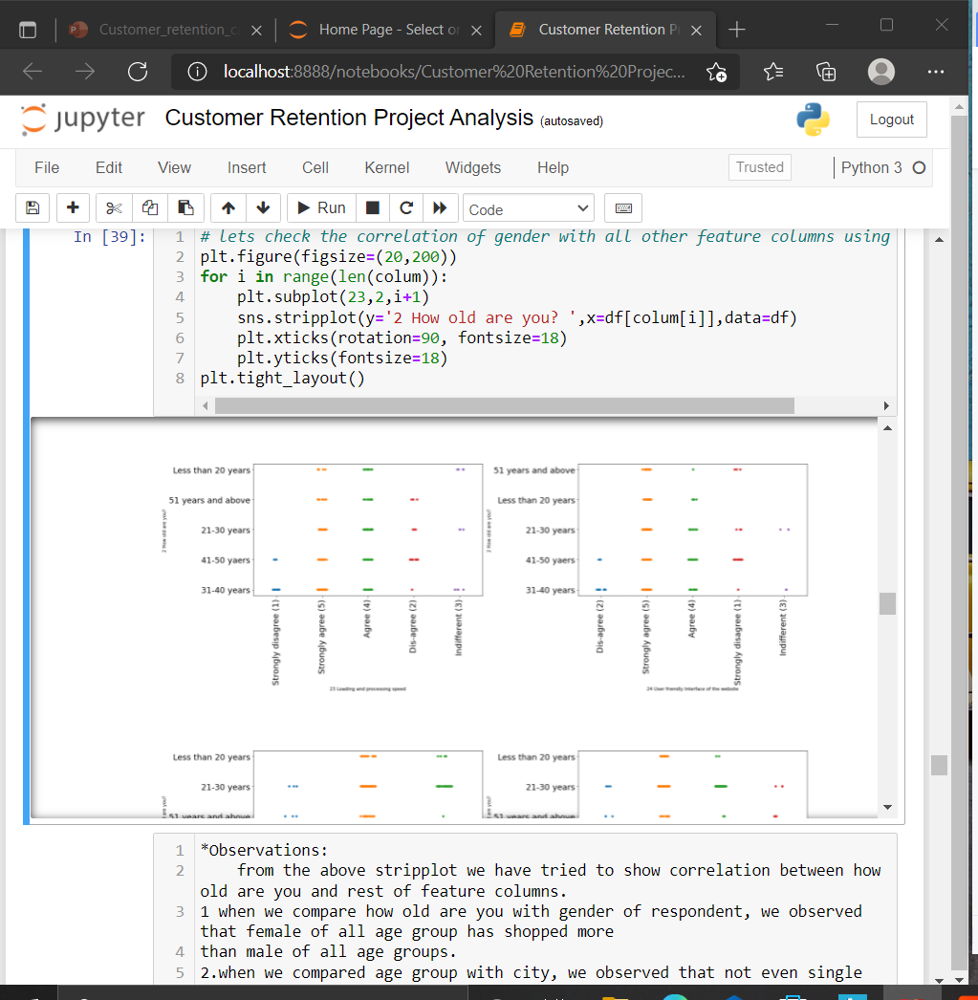 Customer_retention_c
Home Page - Select or
Customer Retention P
localhost:8888/notebooks/Customer%20Retention%20Projec...
jupyter Customer Retention Project Analysis (autosaved)
Logout
File Edit View Insert Cell Kernel Widgets Help
Trusted
Python 3
Run
Code
In [39]:
1 # lets check the correlation of gender with all other feature columns using
2 plt.figure(figsize=(20,200))
3 for i in range(len(colum)):
4 plt.subplot(23,2,i+1)
5 sns.stripplot(y='2 How old are you? ',x=df[colum[i]],data=df)
6 plt.xticks(rotation=90, fontsize=18)
7 plt.yticks(fontsize=18)
8 plt.tight_layout()
Less than 20 years
51 years and above
21-30 years
41-50 yaers
31-40 years
2 How old are you?
Strongly disagree (1)
Strongly agree (5)
Agree (4)
Dis-agree (2)
Indifferent (3)
23 Loading and processing speed
51 years and above
Less than 20 years
21-30 years
41-50 yaers
31-40 years
2 How old are you?
Dis-agree (2)
Strongly agree (5)
Agree (4)
Strongly disagree (1)
Indifferent (3)
24 User friendly Interface of the website
Less than 20 years
21-30 years
51 years and above
are you?
Less than 20 years
21-30 years
51 years and above
are you?
1 *Observations:
2 from the above stripplot we have tried to show correlation between how
old are you and rest of feature columns.
3 1 when we compare how old are you with gender of respondent, we observed
that female of all age group has shopped more
4 than male of all age groups.
5 2.when we compared age group with city, we observed that not even single